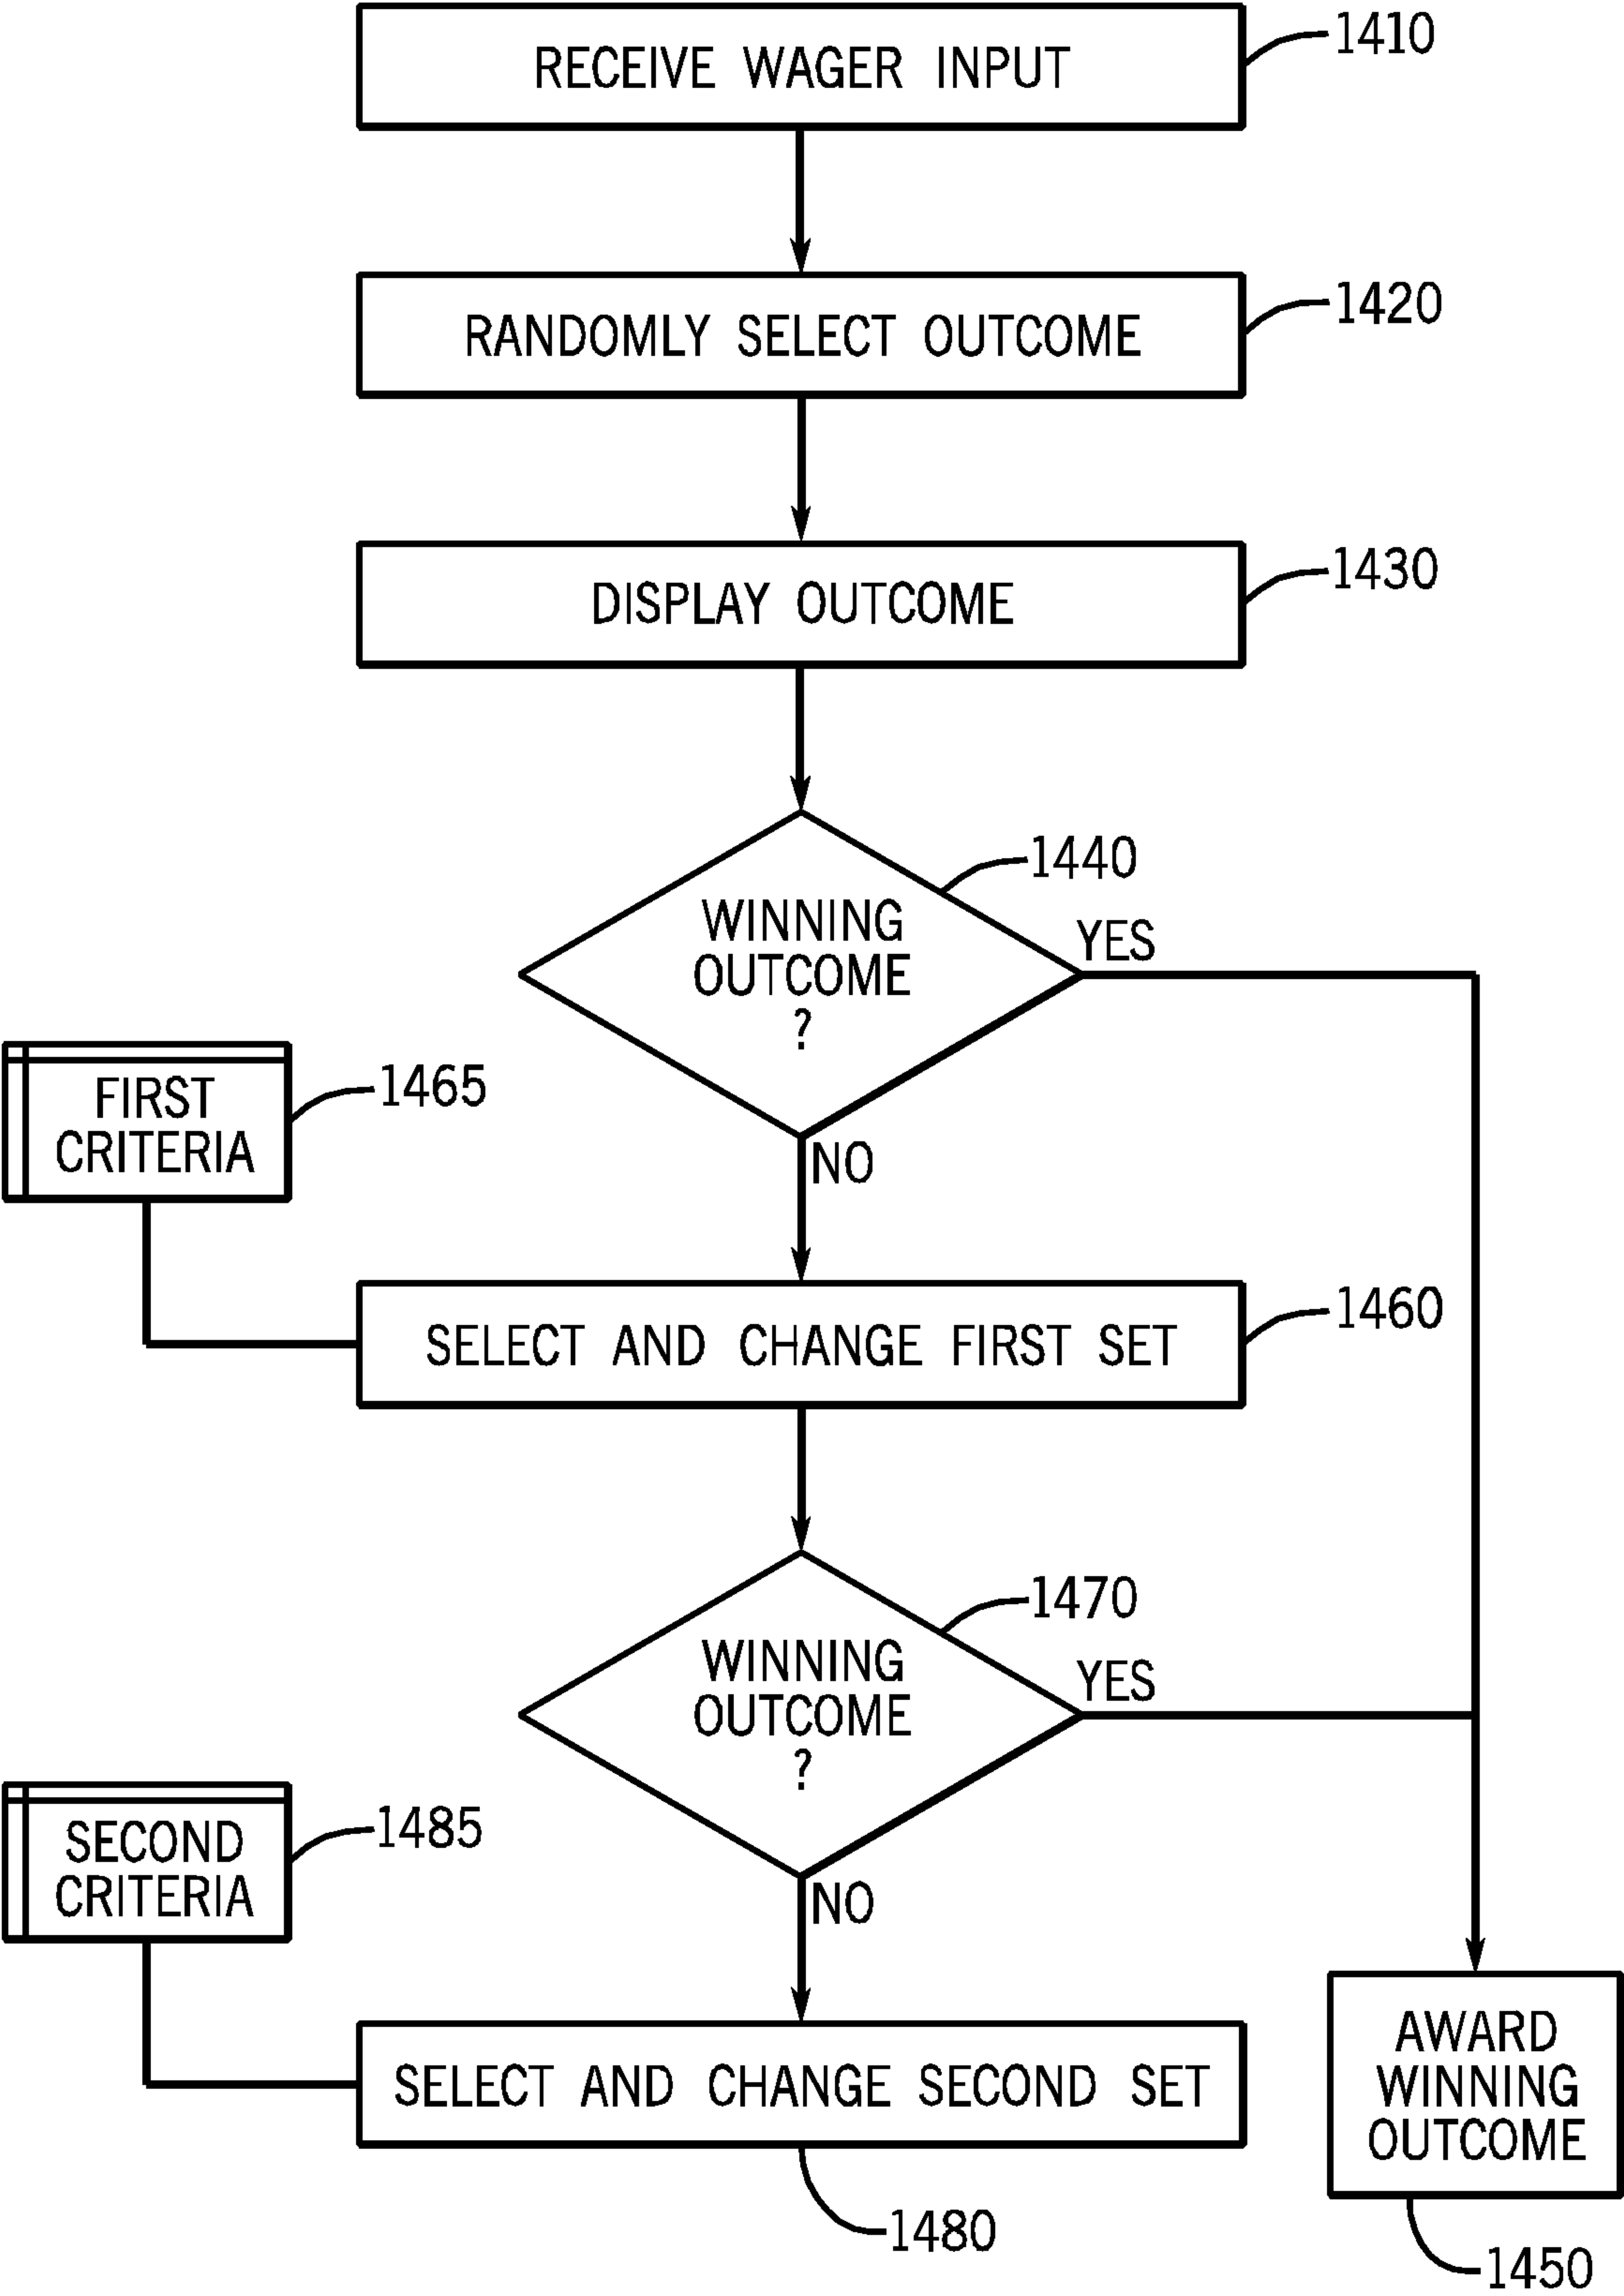 RECEIVE WAGER INPUT
1410
RANDOMLY SELECT OUTCOME
1420
DISPLAY OUTCOME
1430
1440
WINNING
OUTCOME
?
YES
NO
FIRST
CRITERIA
1465
SELECT AND CHANGE FIRST SET
1460
1470
WINNING
OUTCOME
?
YES
NO
SECOND
CRITERIA
1485
SELECT AND CHANGE SECOND SET
1480
AWARD
WINNING
OUTCOME
1450